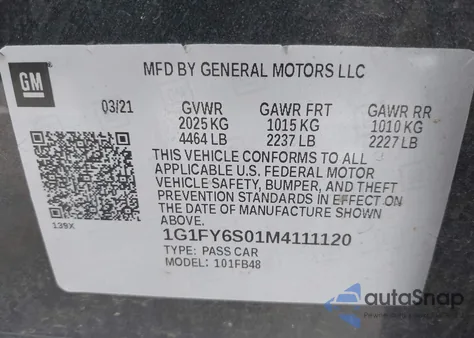 GM
MFD BY GENERAL MOTORS LLC
03/21 GVWR GAWR FRT GAWR RR
2025 KG 1015 KG 1010 KG
4464 LB 2237 LB 2227 LB
THIS VEHICLE CONFORMS TO ALL
APPLICABLE U.S. FEDERAL MOTOR
VEHICLE SAFETY, BUMPER, AND THEFT
PREVENTION STANDARDS IN EFFECT ON
THE DATE OF MANUFACTURE SHOWN
ABOVE.
139X
1G1FY6S01M4111120
TYPE: PASS CAR
MODEL: 101FB48
autoSnap